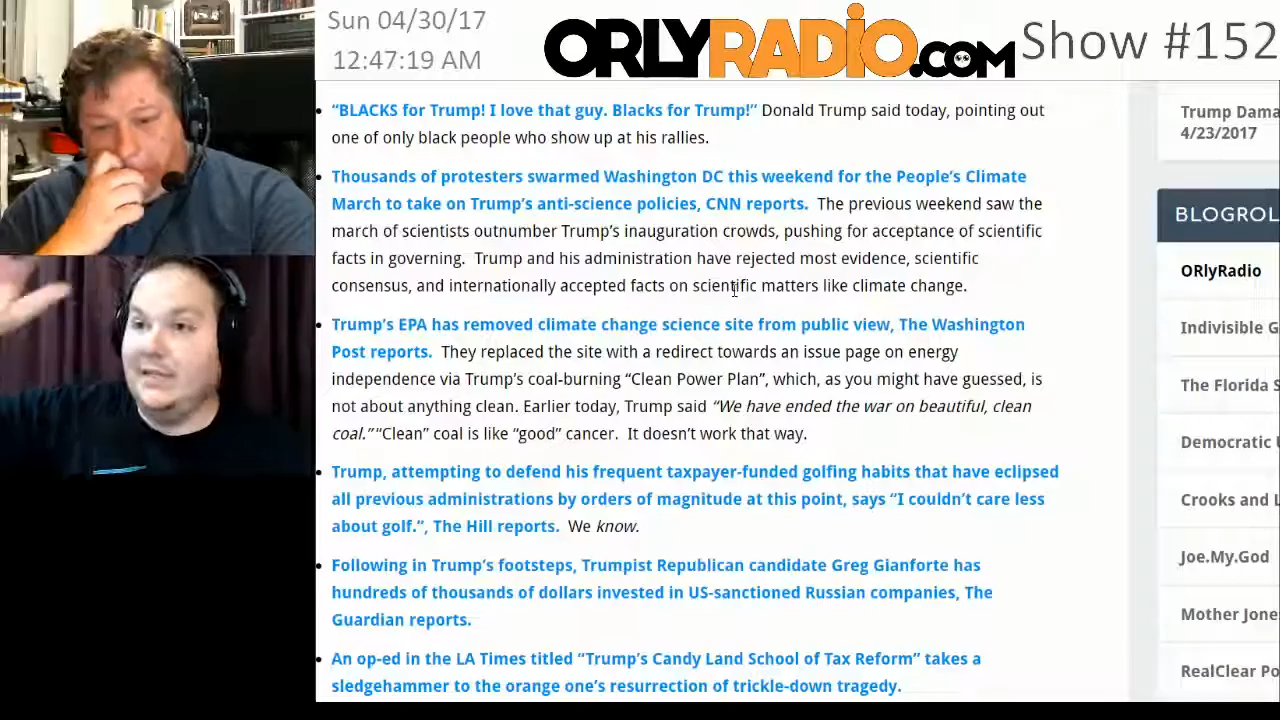 Sun 04/30/17
12:47:19 AM
ORLYRADIO.COM
Show #152
“BLACKS for Trump! I love that guy. Blacks for Trump!” Donald Trump said today, pointing out
one of only black people who show up at his rallies.
Thousands of protesters swarmed Washington DC this weekend for the People’s Climate
March to take on Trump’s anti-science policies, CNN reports. The previous weekend saw the
march of scientists outnumber Trump’s inauguration crowds, pushing for acceptance of scientific
facts in governing. Trump and his administration have rejected most evidence, scientific
consensus, and internationally accepted facts on scientific matters like climate change.
Trump’s EPA has removed climate change science site from public view, The Washington
Post reports. They replaced the site with a redirect towards an issue page on energy
independence via Trump’s coal-burning “Clean Power Plan”, which, as you might have guessed, is
not about anything clean. Earlier today, Trump said “We have ended the war on beautiful, clean
coal.” “Clean” coal is like “good” cancer. It doesn’t work that way.
Trump, attempting to defend his frequent taxpayer-funded golfing habits that have eclipsed
all previous administrations by orders of magnitude at this point, says “I couldn’t care less
about golf.”, The Hill reports. We know.
Following in Trump’s footsteps, Trumpist Republican candidate Greg Gianforte has
hundreds of thousands of dollars invested in US-sanctioned Russian companies, The
Guardian reports.
An op-ed in the LA Times titled “Trump’s Candy Land School of Tax Reform” takes a
sledgehammer to the orange one’s resurrection of trickle-down tragedy.
Trump Dama
4/23/2017
BLOGROL
ORlyRadio
Indivisible G
The Florida S
Democratic U
Crooks and L
Joe.My.God
Mother Jone
RealClear Po